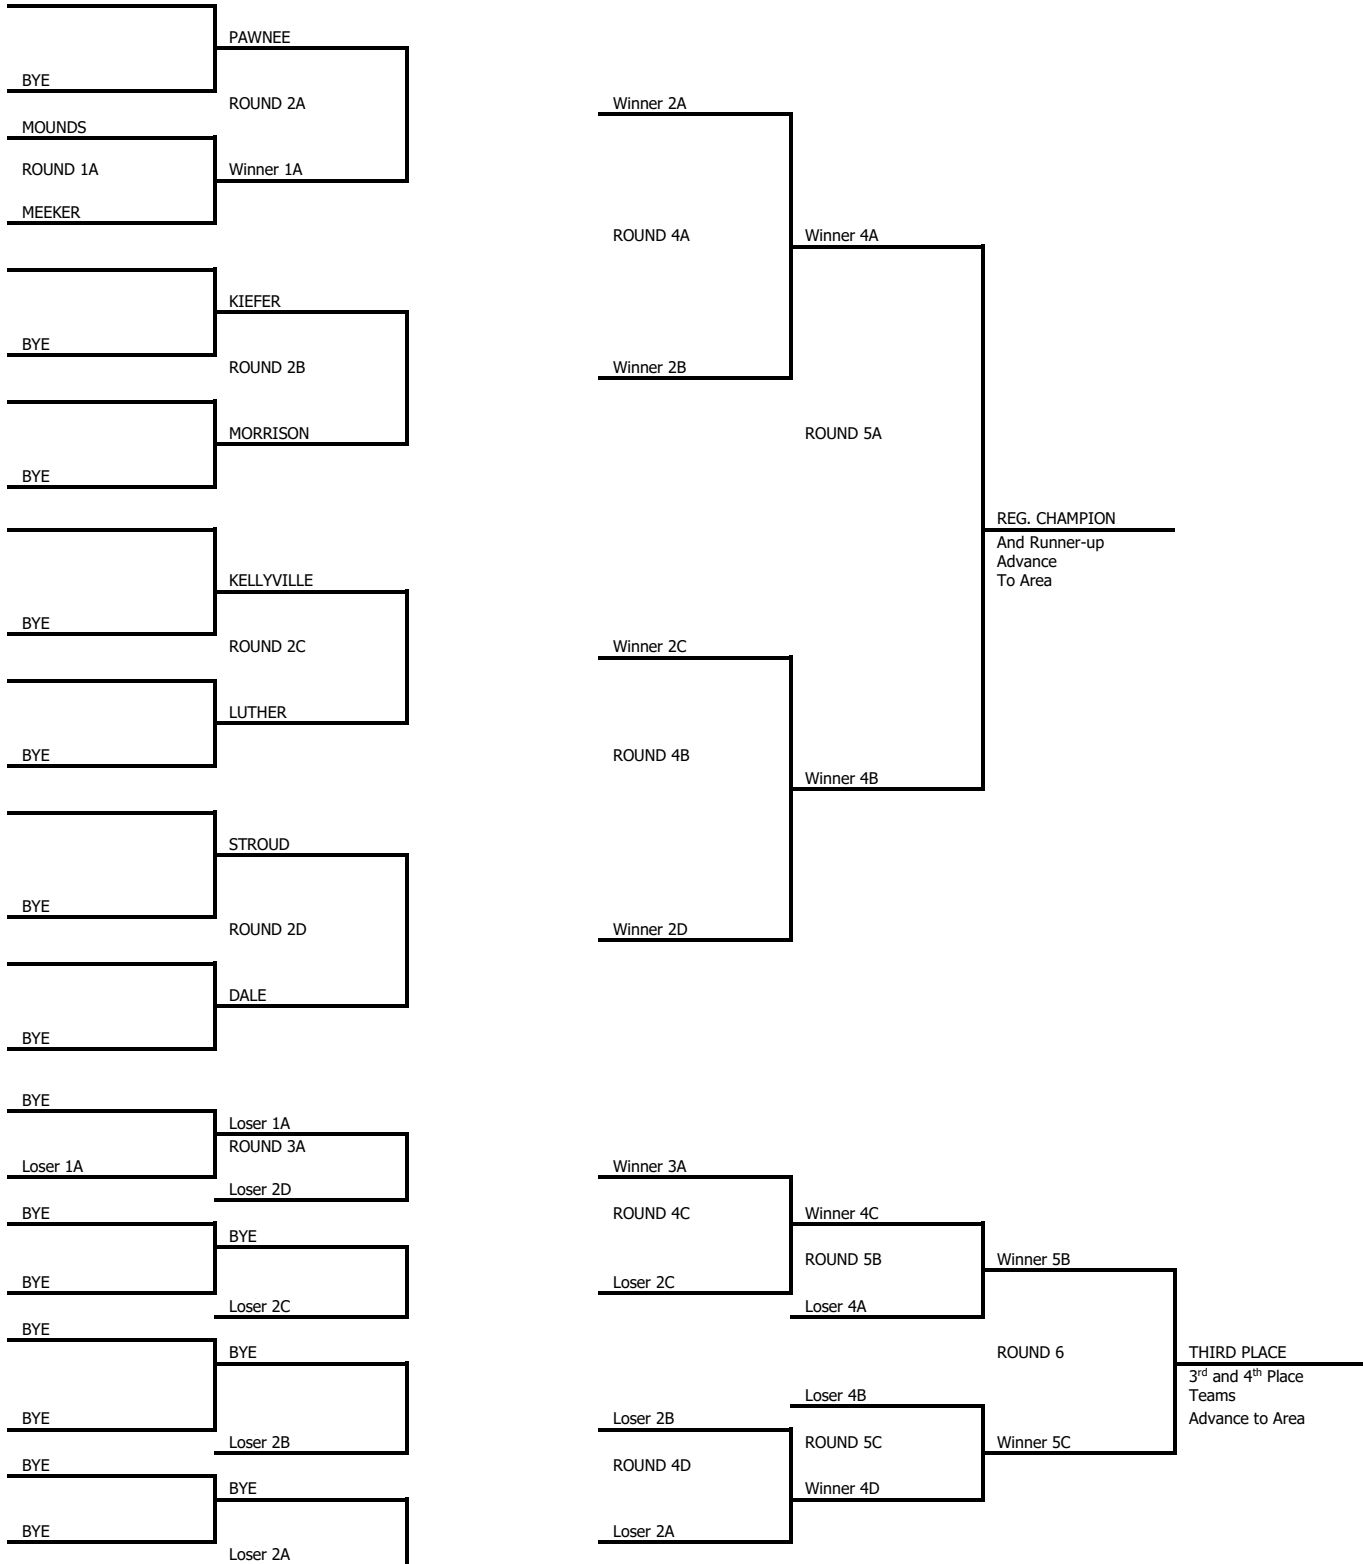 PAWNEE
BYE
ROUND 2A
Winner 2A
MOUNDS
ROUND 1A
Winner 1A
MEEKER
ROUND 4A
Winner 4A
KIEFER
BYE
ROUND 2B
Winner 2B
MORRISON
ROUND 5A
BYE
REG. CHAMPION
And Runner-up
Advance
To Area
KELLYVILLE
BYE
ROUND 2C
Winner 2C
LUTHER
BYE
ROUND 4B
Winner 4B
STROUD
BYE
ROUND 2D
Winner 2D
DALE
BYE
BYE
Loser 1A
ROUND 3A
Loser 1A
Winner 3A
Loser 2D
BYE
ROUND 4C
Winner 4C
BYE
ROUND 5B
Winner 5B
BYE
Loser 2C
Loser 2C
Loser 4A
BYE
BYE
ROUND 6
THIRD PLACE
3rd and 4th Place
Teams
Loser 4B
BYE
Loser 2B
Advance to Area
Loser 2B
ROUND 5C
Winner 5C
BYE
ROUND 4D
BYE
Winner 4D
BYE
Loser 2A
Loser 2A